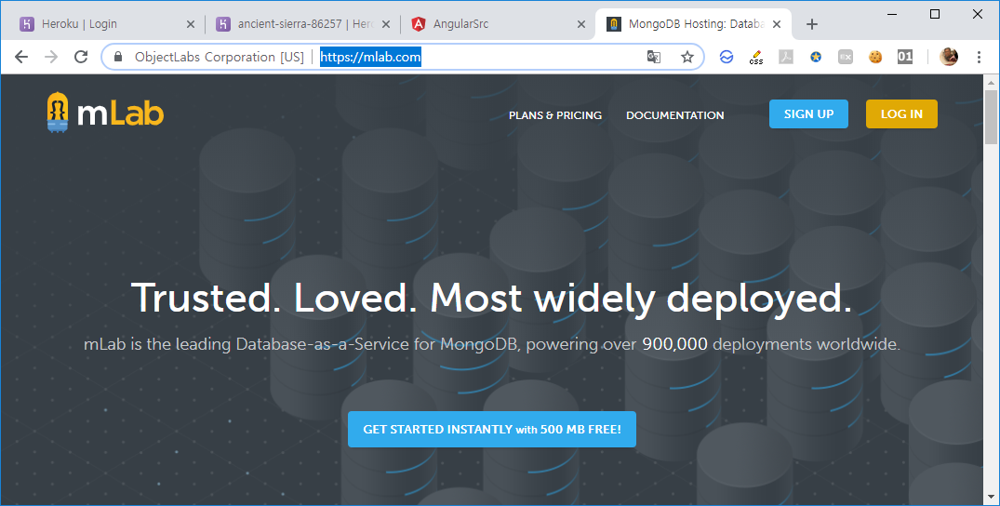 Heroku | Login
ancient-sierra-86257 | Hero
AngularSrc
MongoDB Hosting: Databa
ObjectLabs Corporation [US] | https://mlab.com
css
f(x)
01
mLab
PLANS & PRICING
DOCUMENTATION
SIGN UP
LOG IN
Trusted. Loved. Most widely deployed.
mLab is the leading Database-as-a-Service for MongoDB, powering over 900,000 deployments worldwide.
GET STARTED INSTANTLY with 500 MB FREE!